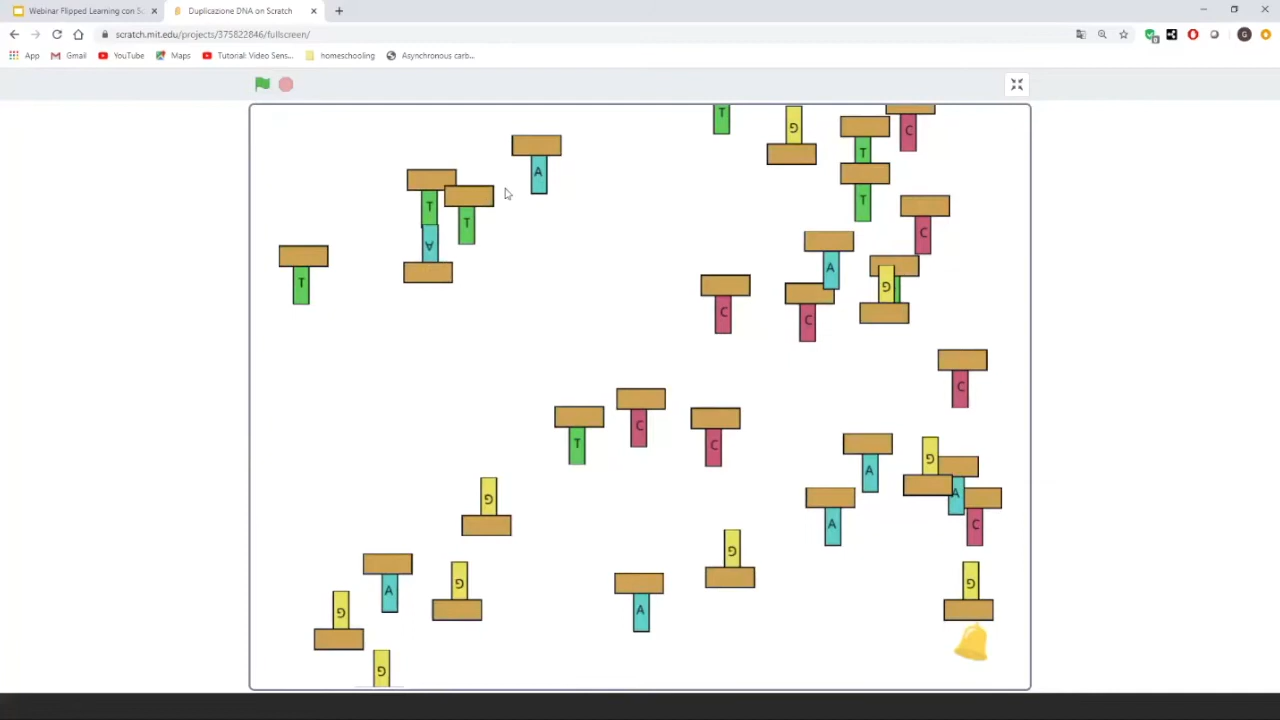 Webinar Flipped Learning con S
Duplicazione DNA on Scratch
scratch.mit.edu/projects/375822846/fullscreen/
App
Gmail
YouTube
Maps
Tutorial: Video Sens...
homeschooling
Asynchronous carb...
G
T
G
C
T
A
T
T
T
C
A
A
T
G
C
C
C
C
T
C
C
A
G
G
A
A
C
G
A
G
G
G
G
A
G